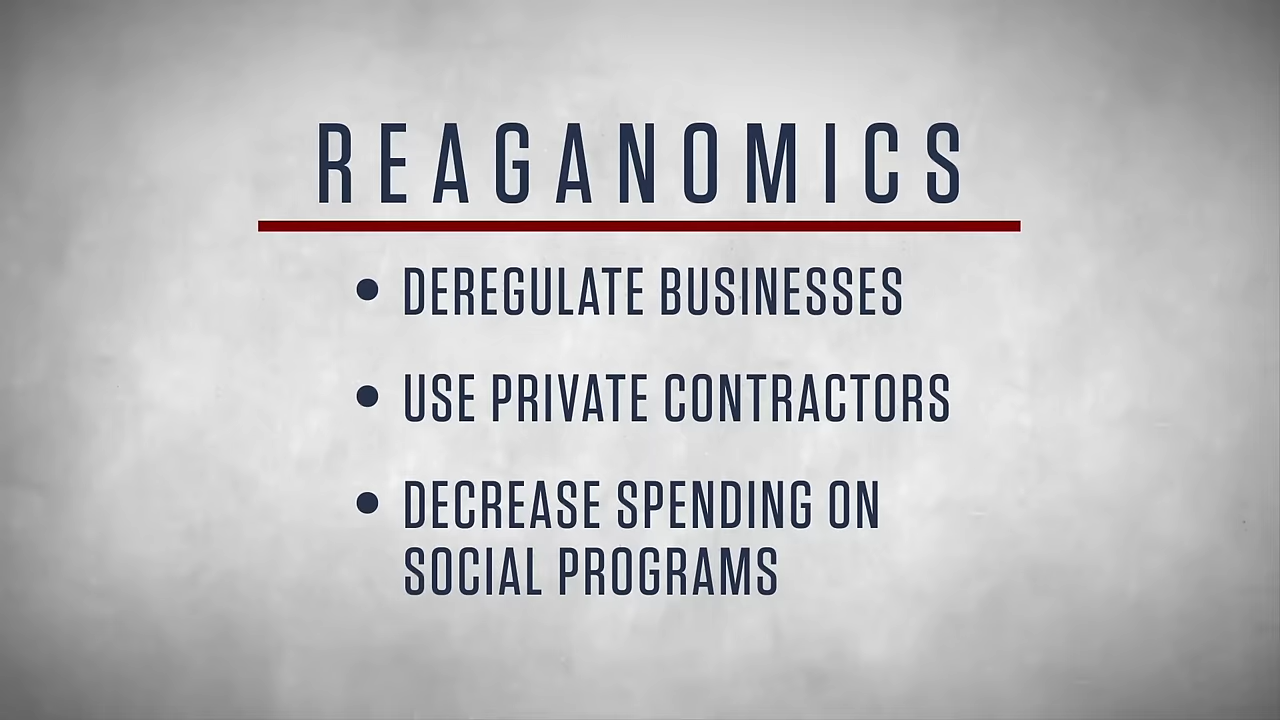 REAGANOMICS
• DEREGULATE BUSINESSES
• USE PRIVATE CONTRACTORS
• DECREASE SPENDING ON
SOCIAL PROGRAMS